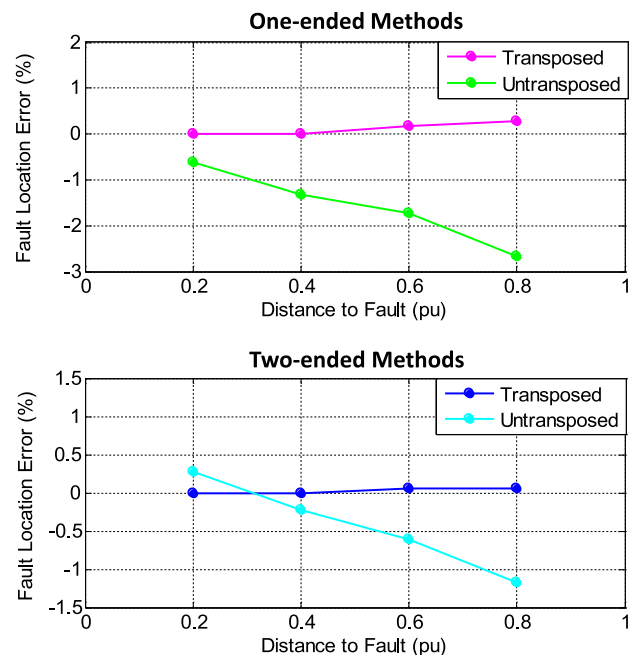 One-ended Methods
Fault Location Error (%)
2
1
0
-1
-2
-3
Transposed
Untransposed
0
0.2
0.4
0.6
0.8
1
Distance to Fault (pu)
Two-ended Methods
Fault Location Error (%)
1.5
1
0.5
0
-0.5
-1
-1.5
Transposed
Untransposed
0
0.2
0.4
0.6
0.8
1
Distance to Fault (pu)